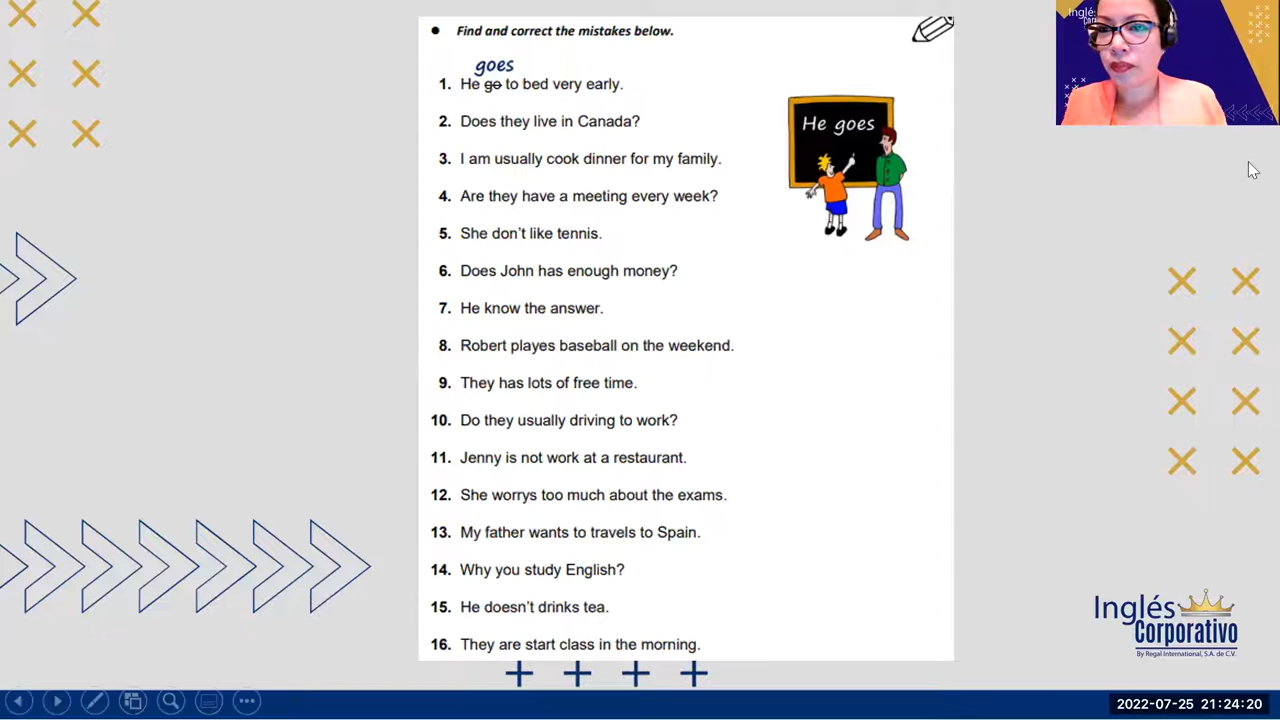 Find and correct the mistakes below.
goes
1. He go to bed very early.
2. Does they live in Canada?
3. I am usually cook dinner for my family.
4. Are they have a meeting every week?
5. She don't like tennis.
6. Does John has enough money?
7. He know the answer.
8. Robert playes baseball on the weekend.
9. They has lots of free time.
10. Do they usually driving to work?
11. Jenny is not work at a restaurant.
12. She worrys too much about the exams.
13. My father wants to travels to Spain.
14. Why you study English?
15. He doesn't drinks tea.
16. They are start class in the morning.
He goes
Inglés
Inglés
Corporativo
By Regal International, S.A. de C.V.
2022-07-25 21:24:20